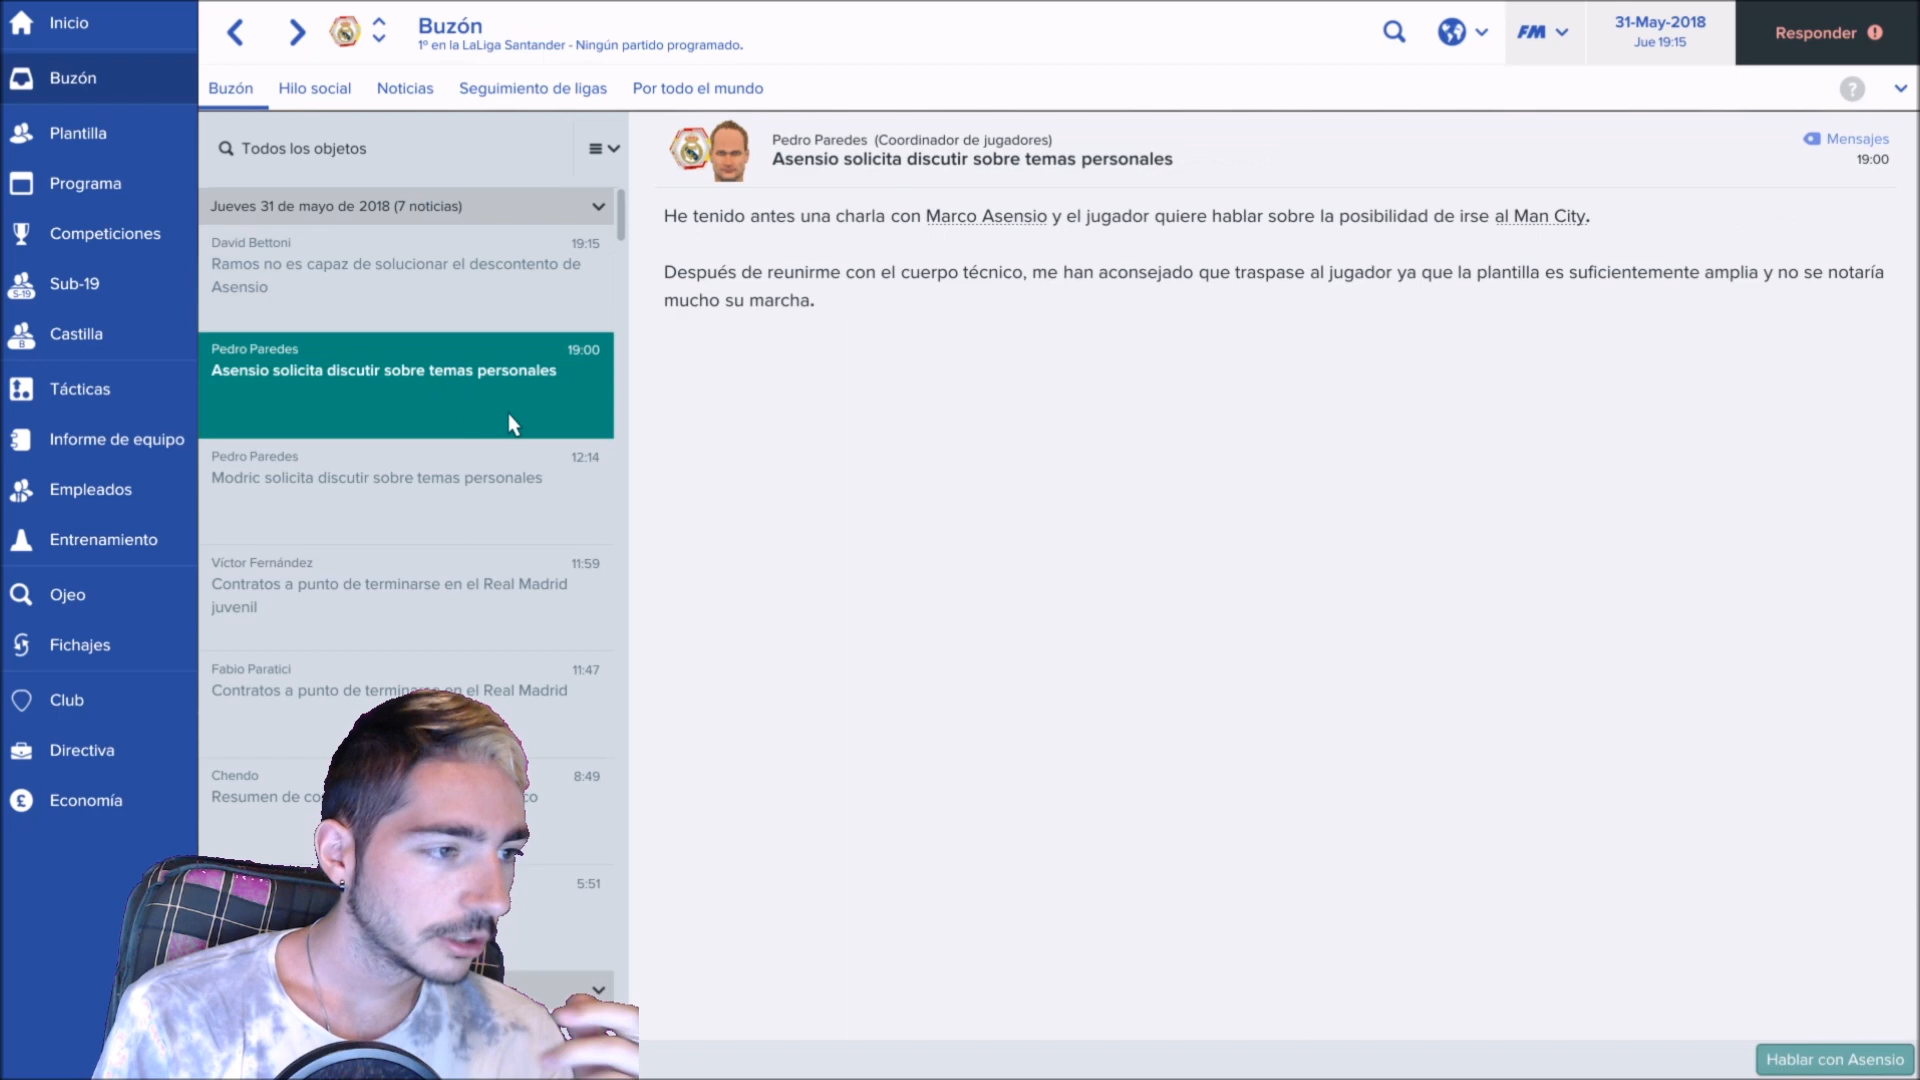 Inicio
Buzón
Plantilla
Programa
Competiciones
S-19
Sub-19
B
Castilla
Tácticas
Informe de equipo
Empleados
Entrenamiento
Ojeo
Fichajes
Club
Directiva
£
Economía
Buzón
1º en la LaLiga Santander - Ningún partido programado.
FM
31-May-2018
Jue 19:15
Responder !
Buzón
Hilo social
Noticias
Seguimiento de ligas
Por todo el mundo
?
Todos los objetos
Jueves 31 de mayo de 2018 (7 noticias)
David Bettoni 19:15
Ramos no es capaz de solucionar el descontento de
Asensio
Pedro Paredes 19:00
Asensio solicita discutir sobre temas personales
Pedro Paredes 12:14
Modric solicita discutir sobre temas personales
Víctor Fernández 11:59
Contratos a punto de terminarse en el Real Madrid
juvenil
Fabio Paratici 11:47
Contratos a punto de terminarse en el Real Madrid
Chendo 8:49
Resumen de
5:51
Pedro Paredes (Coordinador de jugadores)
Asensio solicita discutir sobre temas personales
Mensajes
19:00
He tenido antes una charla con Marco Asensio y el jugador quiere hablar sobre la posibilidad de irse al Man City.
Después de reunirme con el cuerpo técnico, me han aconsejado que traspase al jugador ya que la plantilla es suficientemente amplia y no se notaría
mucho su marcha.
Hablar con Asensio